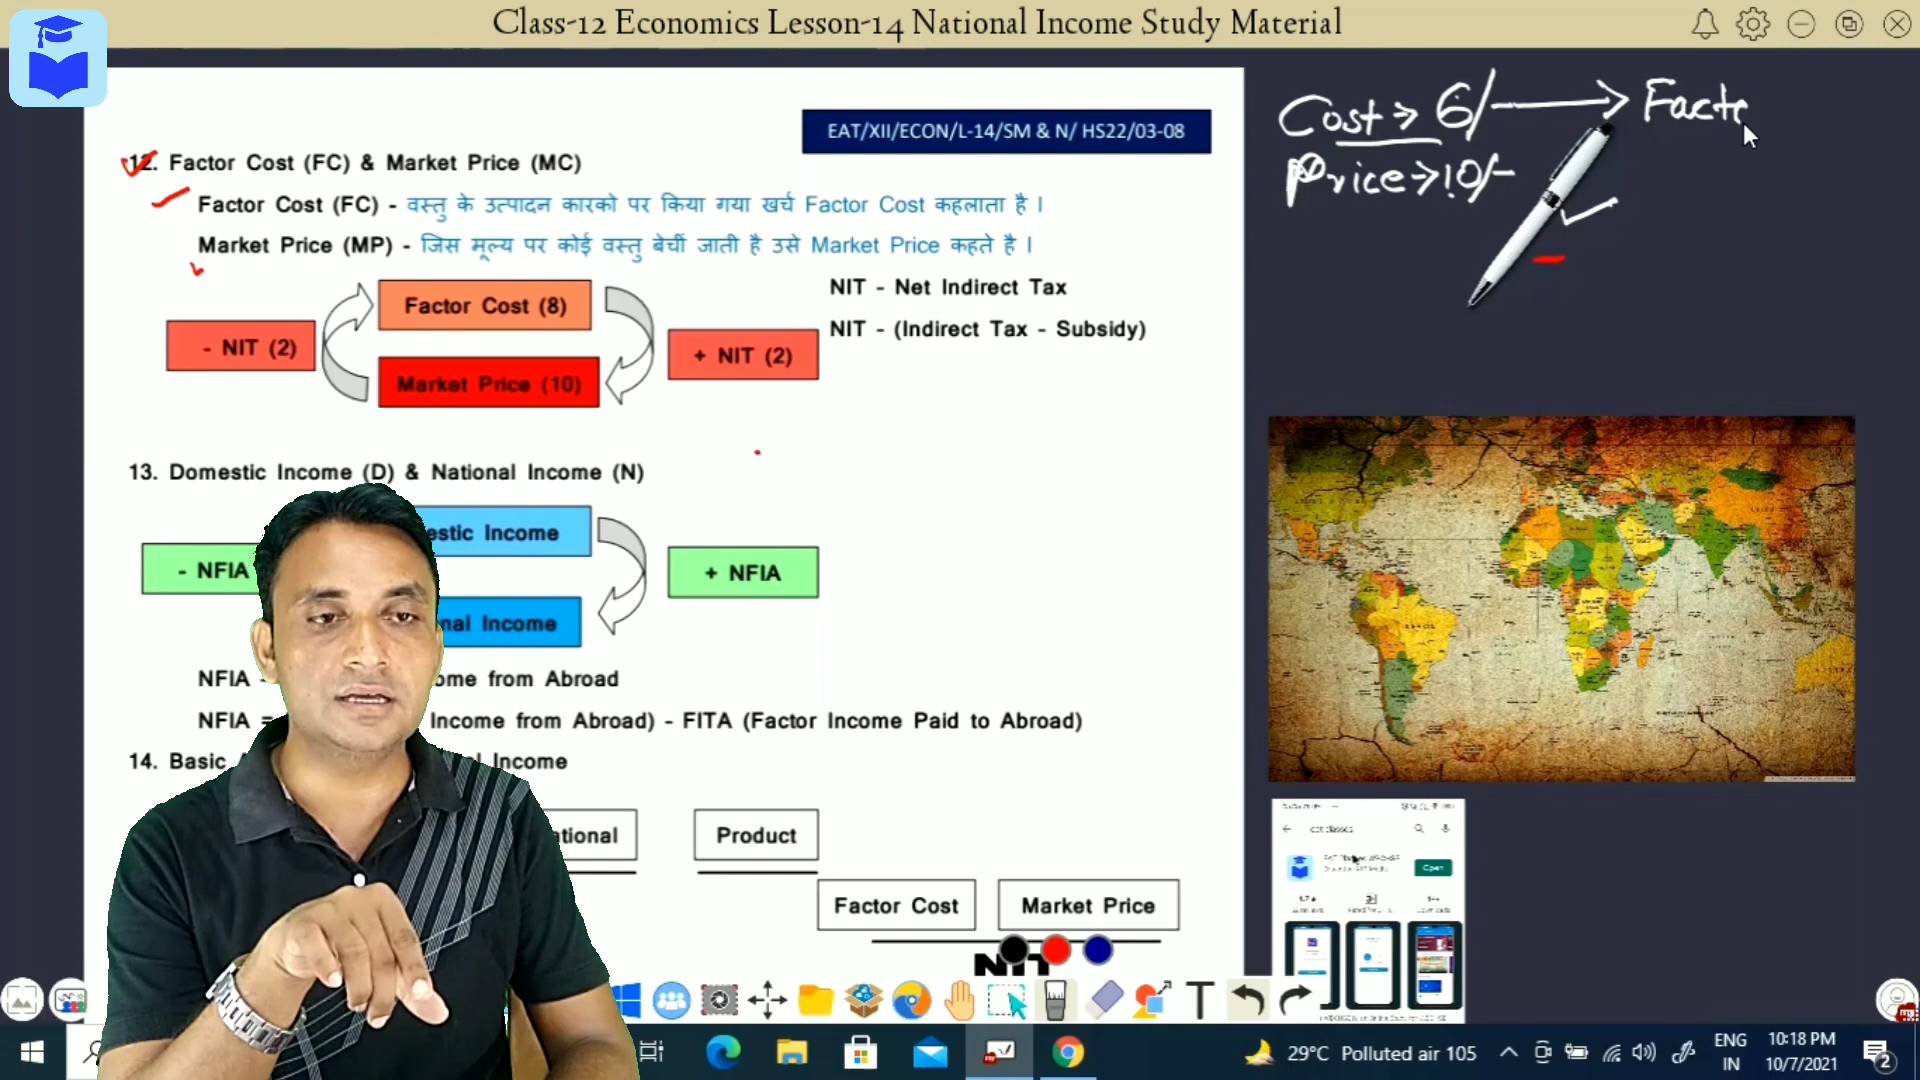 Class-12 Economics Lesson-14 National Income Study Material
EAT/XII/ECON/L-14/SM & N/ HS22/03-08
12. Factor Cost (FC) & Market Price (MC)
Factor Cost (FC) - वस्तु के उत्पादन कारको पर किया गया खर्च Factor Cost कहलाता है ।
Market Price (MP) - जिस मूल्य पर कोई वस्तु बेचीं जाती है उसे Market Price कहते है ।
Factor Cost (8)
- NIT (2)
+ NIT (2)
Market Price (10)
NIT - Net Indirect Tax
NIT - (Indirect Tax - Subsidy)
Cost → 6/- → Facto
Price → 10/-
13. Domestic Income (D) & National Income (N)
estic Income
- NFIA
+ NFIA
nal Income
NFIA - ome from Abroad
NFIA = Income from Abroad) - FITA (Factor Income Paid to Abroad)
14. Basic l Income
ational
Product
Factor Cost
Market Price
NIT
Open
T
29°C Polluted air 105
ENG
IN
10:18 PM
10/7/2021
2